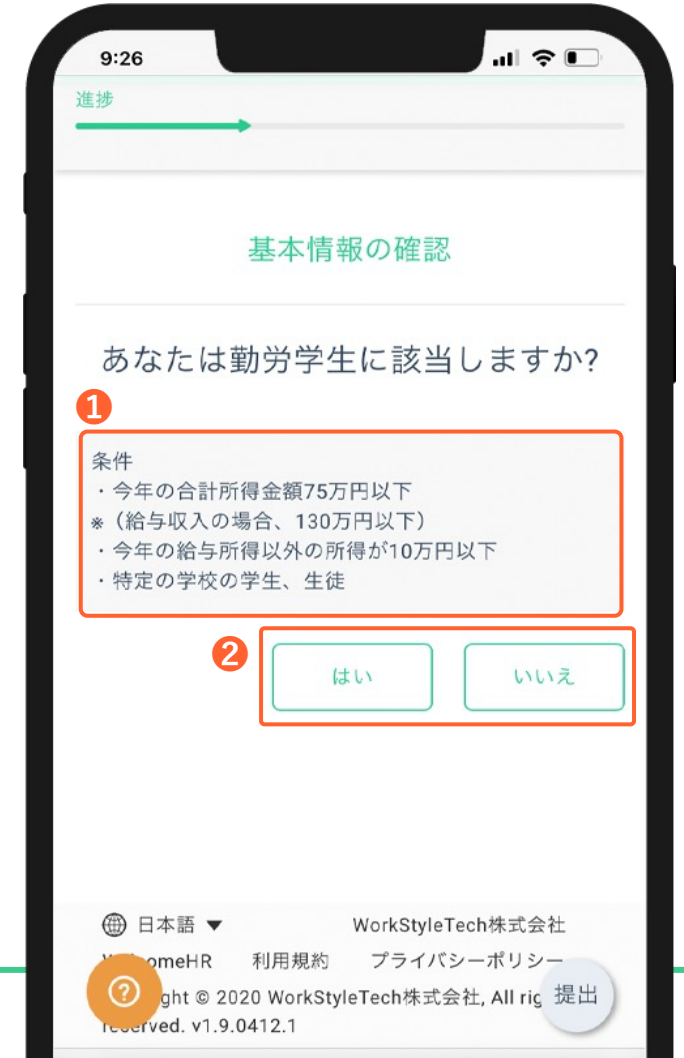 9:26
進捗
基本情報の確認
あなたは勤労学生に該当しますか?
1
条件
・今年の合計所得金額75万円以下
※（給与収入の場合、130万円以下）
・今年の給与所得以外の所得が10万円以下
・特定の学校の学生、生徒
2
はい
いいえ
日本語 ▼ WorkStyleTech株式会社
omeHR 利用規約 プライバシーポリシー
?
ght © 2020 WorkStyleTech株式会社, All rig
提出
served. v1.9.0412.1